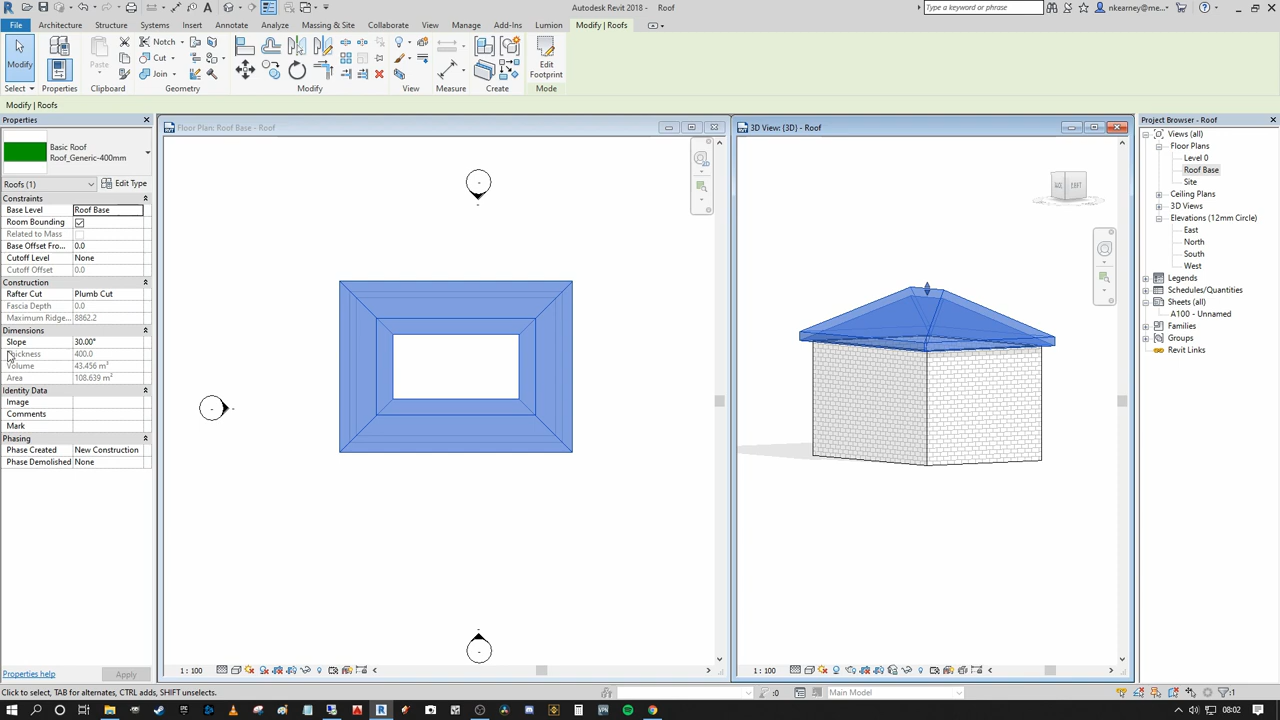 Autodesk Revit 2018 -
Roof
Type a keyword or phrase
nkearney@me...
File
Architecture
Structure
Systems
Insert
Annotate
Analyze
Massing & Site
Collaborate
View
Manage
Add-Ins
Lumion
Modify | Roofs
Modify
Properties
Paste
Notch
Cut
Join
Edit
Footprint
Select
Properties
Clipboard
Geometry
Modify
View
Measure
Create
Mode
Modify | Roofs
Properties
Basic Roof
Roof_Generic-400mm
Roofs (1)
Edit Type
Constraints
Base Level
Roof Base
Room Bounding
Related to Mass
Base Offset Fro...
0.0
Cutoff Level
None
Cutoff Offset
0.0
Construction
Rafter Cut
Plumb Cut
Fascia Depth
0.0
Maximum Ridge...
8862.2
Dimensions
Slope
30.00°
Thickness
400.0
Volume
43.456 m³
Area
108.639 m²
Identity Data
Image
Comments
Mark
Phasing
Phase Created
New Construction
Phase Demolished
None
Properties help
Apply
Floor Plan: Roof Base - Roof
1 : 100
3D View: {3D} - Roof
LEFT
1 : 100
Project Browser - Roof
Views (all)
Floor Plans
Level 0
Roof Base
Site
Ceiling Plans
3D Views
Elevations (12mm Circle)
East
North
South
West
Legends
Schedules/Quantities
Sheets (all)
A100 - Unnamed
Families
Groups
Revit Links
Click to select, TAB for alternates, CTRL adds, SHIFT unselects.
:0
Main Model
:1
08:02